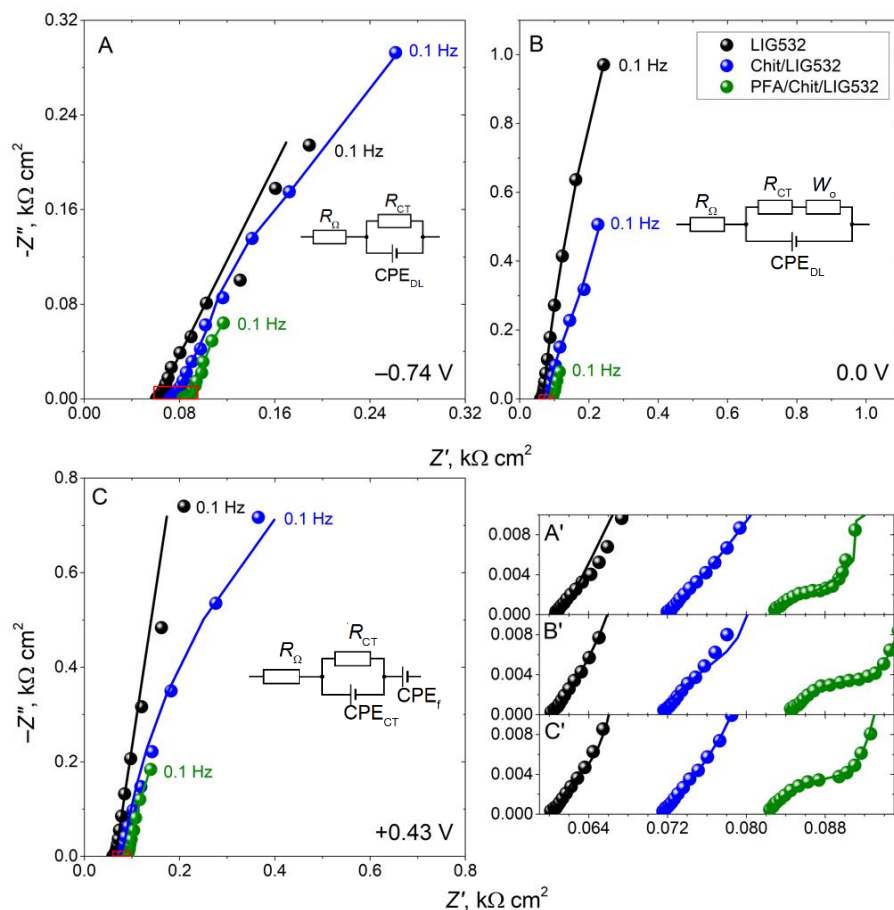 A
0.32
0.24
0.16
0.08
0.00
-Z″, kΩ cm²
0.1 Hz
0.1 Hz
0.1 Hz
R_Ω
R_CT
CPE_DL
–0.74 V
0.00 0.08 0.16 0.24 0.32
B
1.0
0.8
0.6
0.4
0.2
0.0
LIG532
Chit/LIG532
PFA/Chit/LIG532
0.1 Hz
0.1 Hz
0.1 Hz
R_Ω
R_CT
W_o
CPE_DL
0.0 V
0.0 0.2 0.4 0.6 0.8 1.0
Z′, kΩ cm²
C
0.8
0.6
0.4
0.2
0.0
–Z″, kΩ cm²
0.1 Hz
0.1 Hz
0.1 Hz
R_Ω
R_CT
CPE_CT
CPE_f
+0.43 V
0.0 0.2 0.4 0.6 0.8
A'
0.008
0.004
0.000
B'
0.008
0.004
0.000
C'
0.008
0.004
0.000
0.064 0.072 0.080 0.088
Z′, kΩ cm²